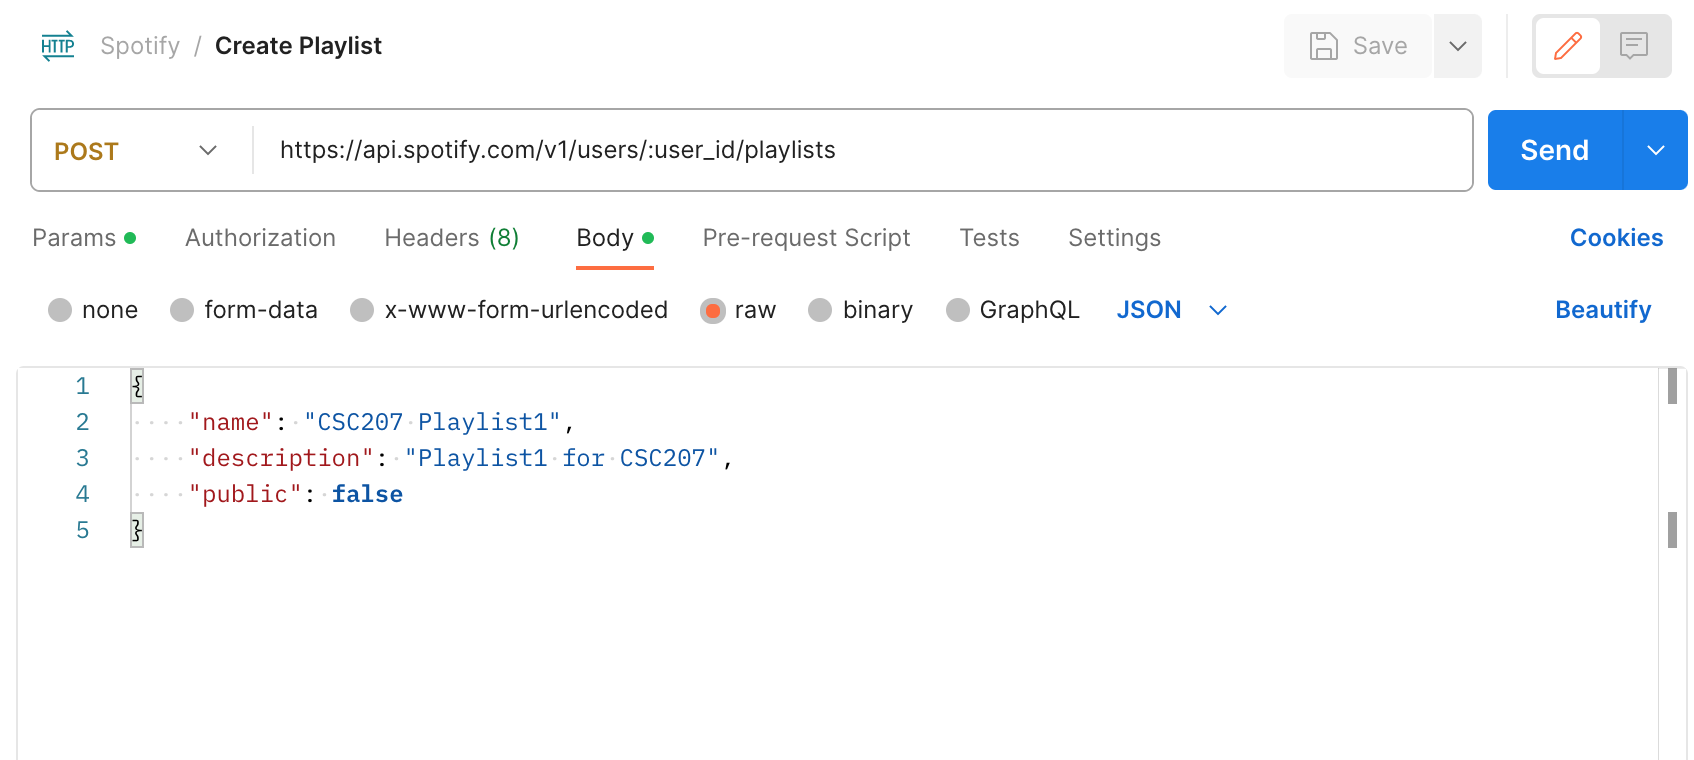 HTTP Spotify / Create Playlist Save
POST https://api.spotify.com/v1/users/:user_id/playlists Send
Params Authorization Headers (8) Body Pre-request Script Tests Settings Cookies
none form-data x-www-form-urlencoded raw binary GraphQL JSON Beautify
1 {
2 "name": "CSC207 Playlist1",
3 "description": "Playlist1 for CSC207",
4 "public": false
5 }